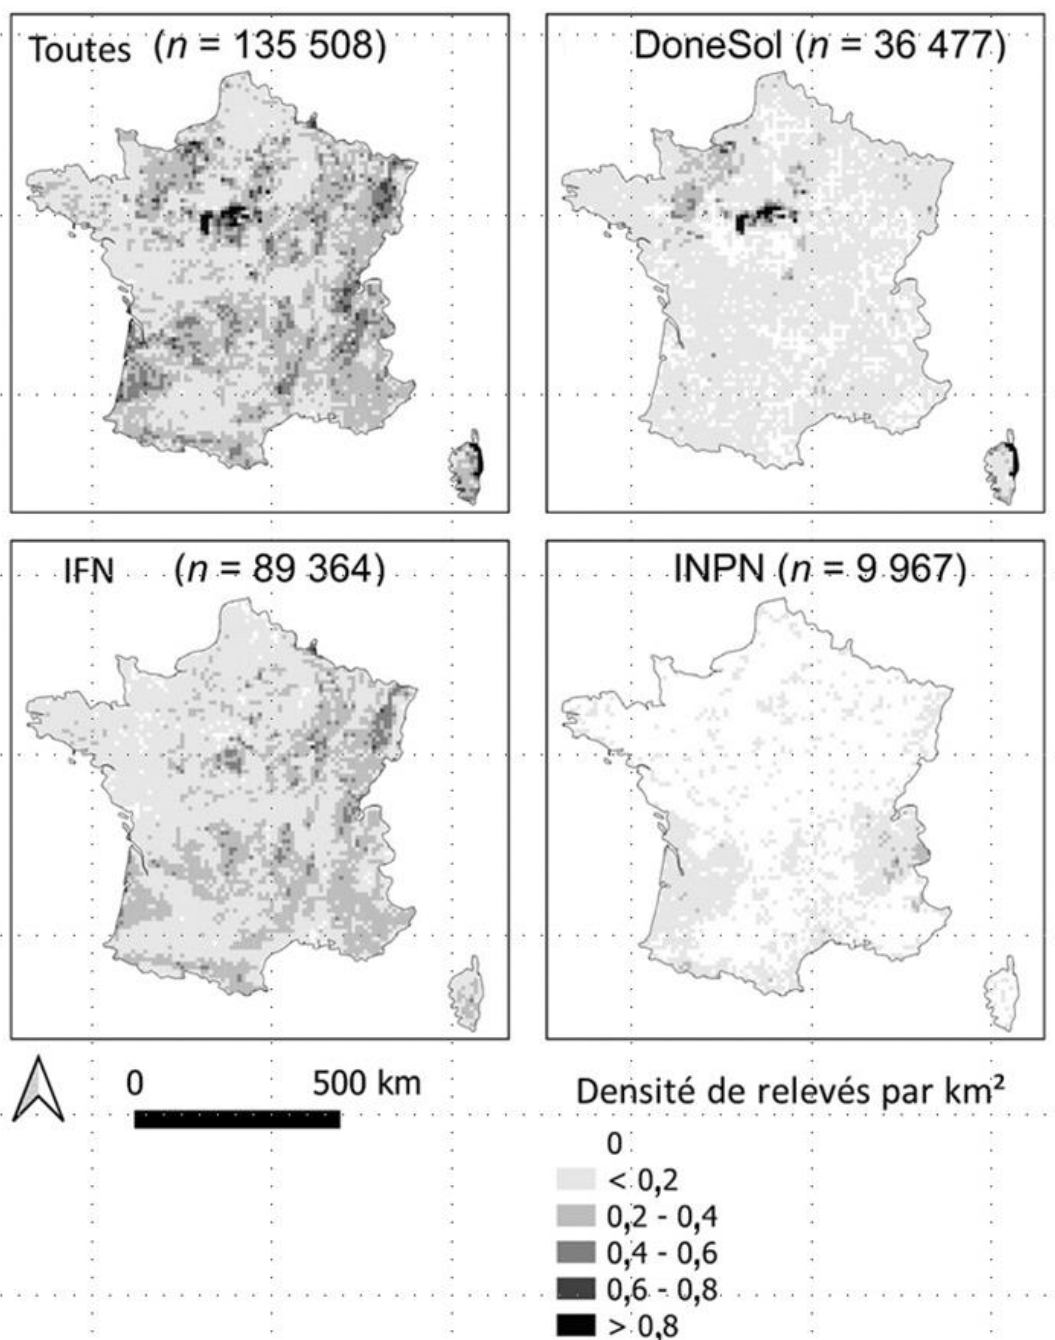 Toutes (n = 135 508)
DoneSol (n = 36 477)
IFN (n = 89 364)
INPN (n = 9 967)
0 500 km
Densité de relevés par km²
0
< 0,2
0,2 - 0,4
0,4 - 0,6
0,6 - 0,8
> 0,8